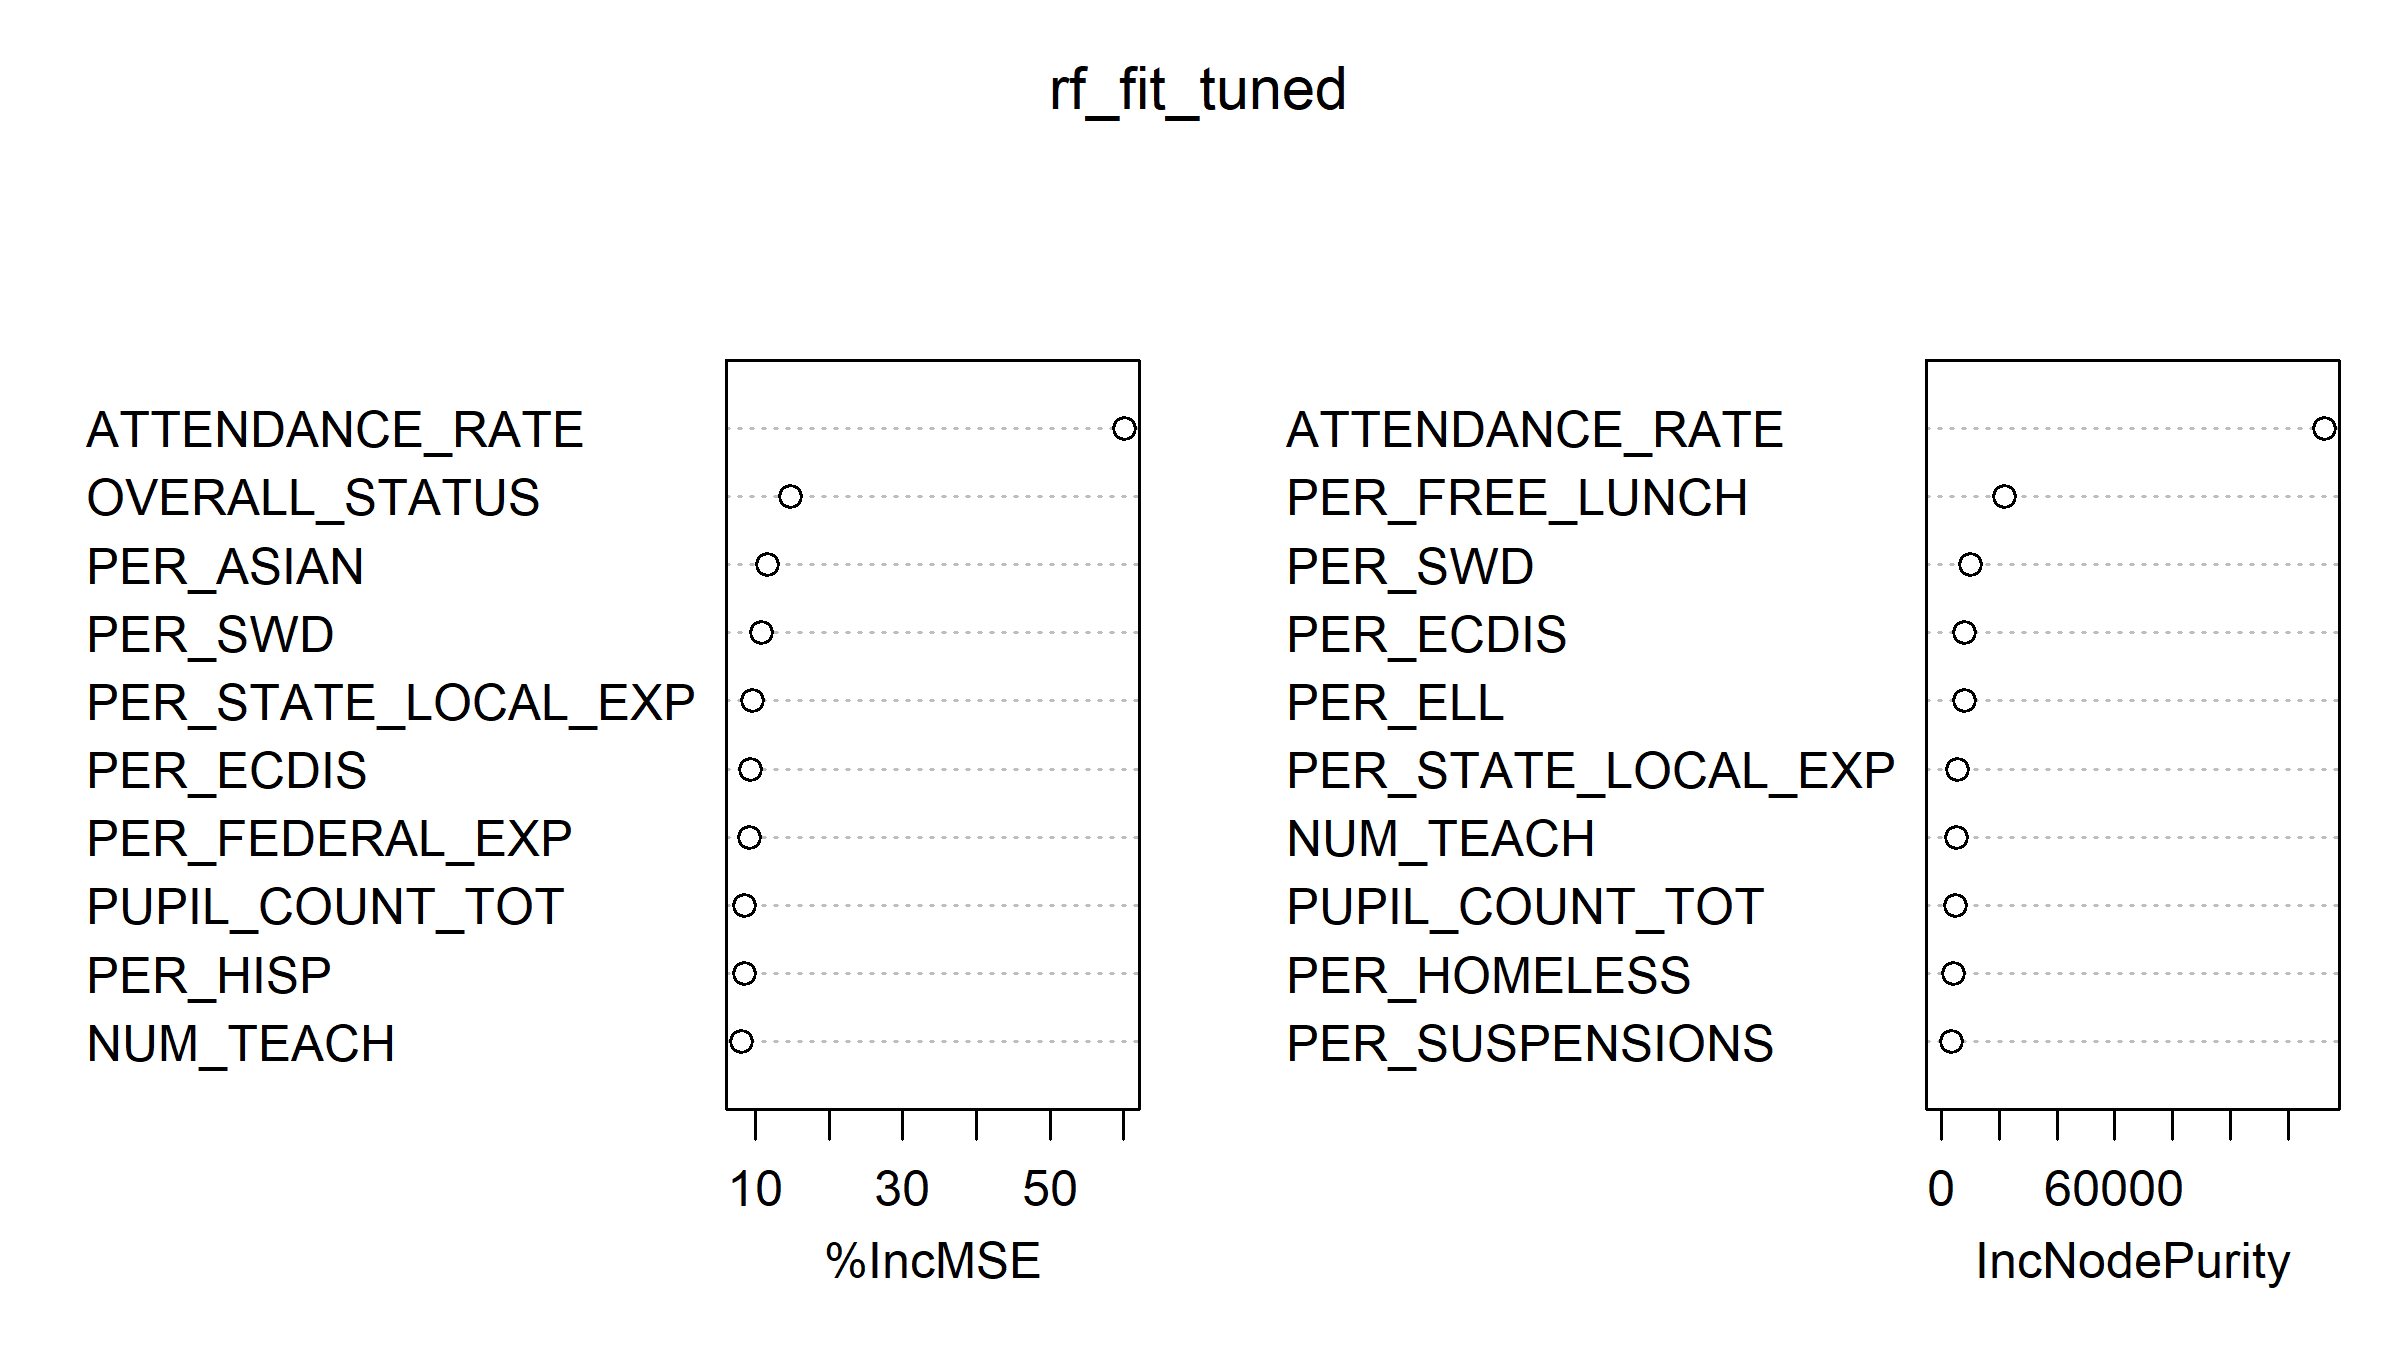 rf_fit_tuned
ATTENDANCE_RATE
OVERALL_STATUS
PER_ASIAN
PER_SWD
PER_STATE_LOCAL_EXP
PER_ECDIS
PER_FEDERAL_EXP
PUPIL_COUNT_TOT
PER_HISP
NUM_TEACH
10 30 50
%IncMSE
ATTENDANCE_RATE
PER_FREE_LUNCH
PER_SWD
PER_ECDIS
PER_ELL
PER_STATE_LOCAL_EXP
NUM_TEACH
PUPIL_COUNT_TOT
PER_HOMELESS
PER_SUSPENSIONS
0 60000
IncNodePurity